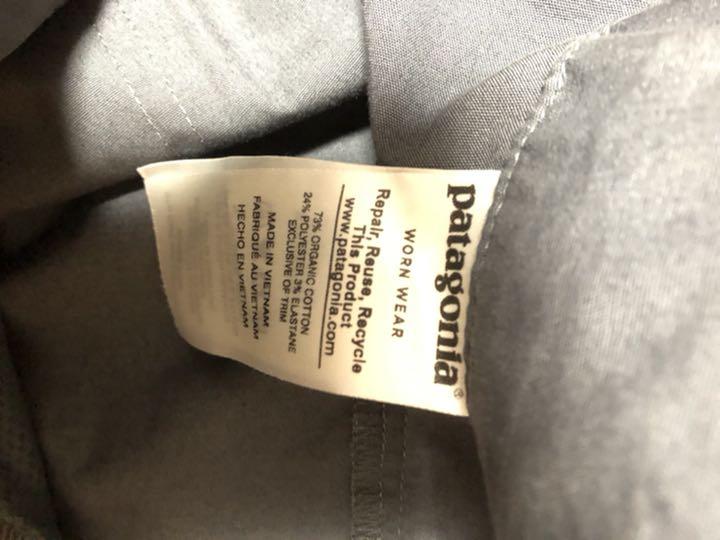 patagonia®
WORN WEAR
Repair, Reuse, Recycle
This Product
www.patagonia.com
73% ORGANIC COTTON
24% POLYESTER 3% ELASTANE
EXCLUSIVE OF TRIM
MADE IN VIETNAM
FABRIQUÉ AU VIETNAM
HECHO EN VIETNAM